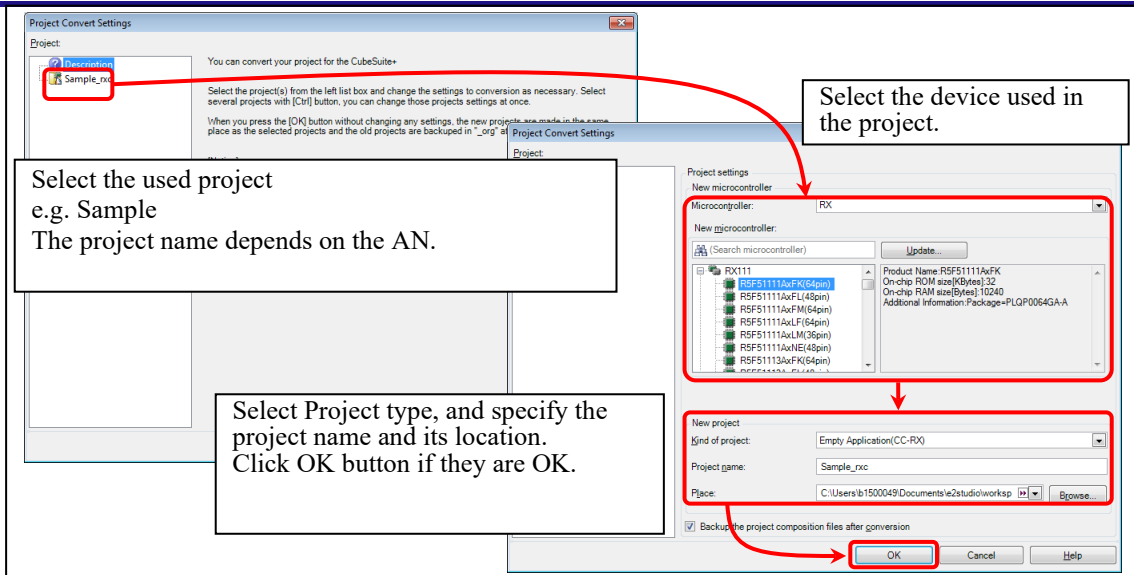 Project Convert Settings
Project:
Description
Sample_rxc
You can convert your project for the CubeSuite+
Select the project(s) from the left list box and change the settings to conversion as necessary. Select
several projects with [Ctrl] button, you can change those projects settings at once.
When you press the [OK] button without changing any settings, the new projects are made in the same
place as the selected projects and the old projects are backuped in "_org" at
Select the device used in
the project.
Select the used project
e.g. Sample
The project name depends on the AN.
Project Convert Settings
Project:
Project settings
New microcontroller
Microcontroller:
RX
New microcontroller:
(Search microcontroller)
Update...
RX111
R5F51111AxFK(64pin)
R5F51111AxFL(48pin)
R5F51111AxFM(64pin)
R5F51111AxLF(64pin)
R5F51111AxLM(36pin)
R5F51111AxNE(48pin)
R5F51113AxFK(64pin)
Product Name:R5F51111AxFK
On-chip ROM size[KBytes]:32
On-chip RAM size[Bytes]:10240
Additional Information:Package=PLQP0064GA-A
Select Project type, and specify the
project name and its location.
Click OK button if they are OK.
New project
Kind of project:
Empty Application(CC-RX)
Project name:
Sample_rxc
Place:
C:\Users\b1500049\Documents\e2studio\worksp
Browse...
Backup the project composition files after conversion
OK
Cancel
Help